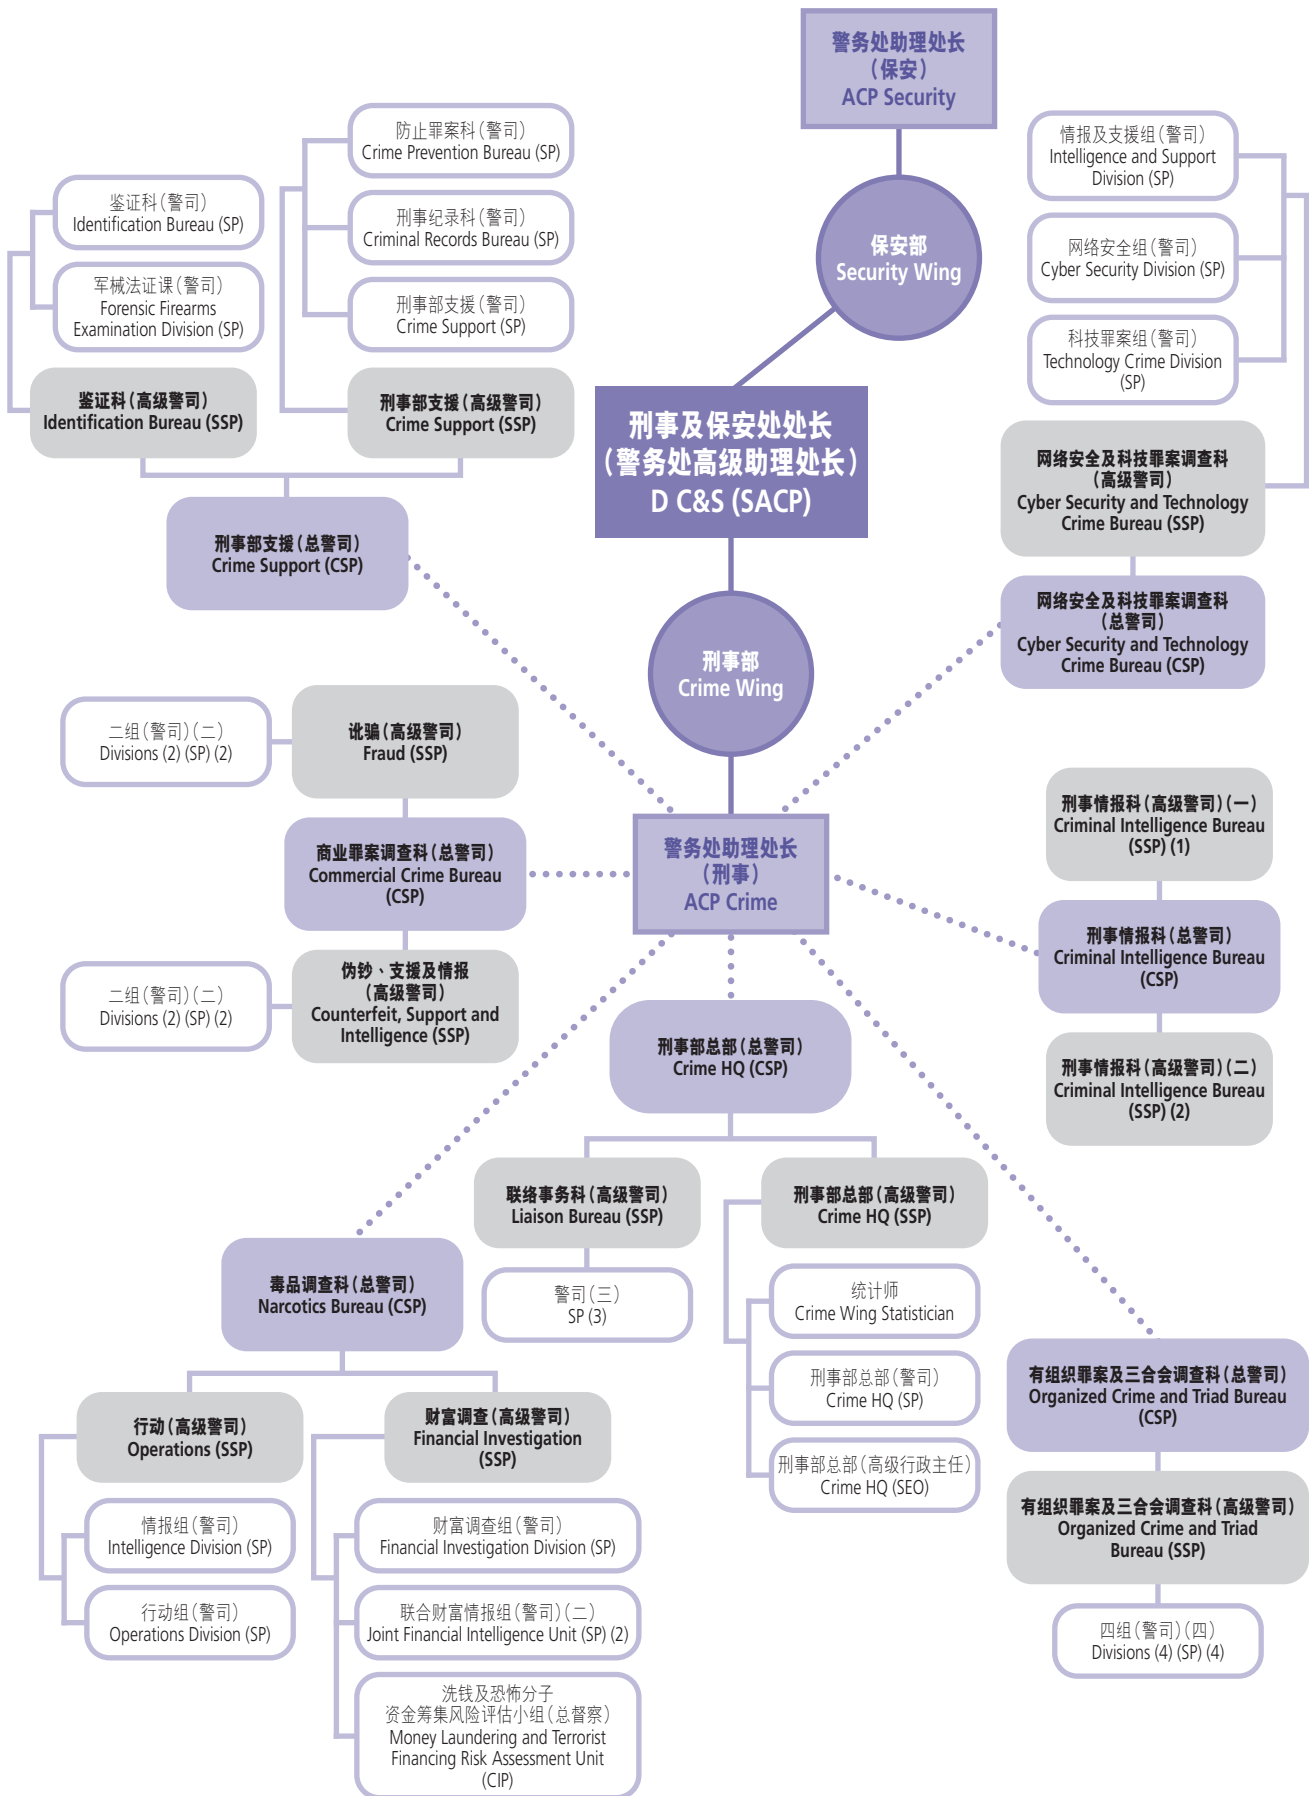 警务处助理处长
（保安）
ACP Security
保安部
Security Wing
刑事及保安处处长
（警务处高级助理处长）
D C&S (SACP)
刑事部
Crime Wing
警务处助理处长
（刑事）
ACP Crime
防止罪案科（警司）
Crime Prevention Bureau (SP)
刑事纪录科（警司）
Criminal Records Bureau (SP)
刑事部支援（警司）
Crime Support (SP)
鉴证科（警司）
Identification Bureau (SP)
军械法证课（警司）
Forensic Firearms
Examination Division (SP)
鉴证科（高级警司）
Identification Bureau (SSP)
刑事部支援（高级警司）
Crime Support (SSP)
刑事部支援（总警司）
Crime Support (CSP)
情报及支援组（警司）
Intelligence and Support
Division (SP)
网络安全组（警司）
Cyber Security Division (SP)
科技罪案组（警司）
Technology Crime Division
(SP)
网络安全及科技罪案调查科
（高级警司）
Cyber Security and Technology
Crime Bureau (SSP)
网络安全及科技罪案调查科
（总警司）
Cyber Security and Technology
Crime Bureau (CSP)
二组（警司）（二）
Divisions (2) (SP) (2)
讹骗（高级警司）
Fraud (SSP)
商业罪案调查科（总警司）
Commercial Crime Bureau
(CSP)
二组（警司）（二）
Divisions (2) (SP) (2)
伪钞、支援及情报
（高级警司）
Counterfeit, Support and
Intelligence (SSP)
刑事情报科（高级警司）（一）
Criminal Intelligence Bureau
(SSP) (1)
刑事情报科（总警司）
Criminal Intelligence Bureau
(CSP)
刑事情报科（高级警司）（二）
Criminal Intelligence Bureau
(SSP) (2)
刑事部总部（总警司）
Crime HQ (CSP)
联络事务科（高级警司）
Liaison Bureau (SSP)
警司（三）
SP (3)
刑事部总部（高级警司）
Crime HQ (SSP)
统计师
Crime Wing Statistician
刑事部总部（警司）
Crime HQ (SP)
刑事部总部（高级行政主任）
Crime HQ (SEO)
毒品调查科（总警司）
Narcotics Bureau (CSP)
行动（高级警司）
Operations (SSP)
情报组（警司）
Intelligence Division (SP)
行动组（警司）
Operations Division (SP)
财富调查（高级警司）
Financial Investigation
(SSP)
财富调查组（警司）
Financial Investigation Division (SP)
联合财富情报组（警司）（二）
Joint Financial Intelligence Unit (SP) (2)
洗钱及恐怖分子
资金筹集风险评估小组（总督察）
Money Laundering and Terrorist
Financing Risk Assessment Unit
(CIP)
有组织罪案及三合会调查科（总警司）
Organized Crime and Triad Bureau
(CSP)
有组织罪案及三合会调查科（高级警司）
Organized Crime and Triad
Bureau (SSP)
四组（警司）（四）
Divisions (4) (SP) (4)